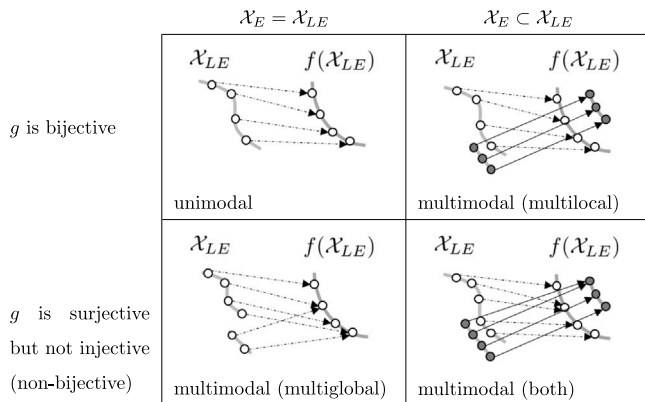 𝒳_E = 𝒳_LE
𝒳_E ⊂ 𝒳_LE
g is bijective
𝒳_LE f(𝒳_LE)
unimodal
𝒳_LE f(𝒳_LE)
multimodal (multilocal)
g is surjective
but not injective
(non-bijective)
𝒳_LE f(𝒳_LE)
multimodal (multiglobal)
𝒳_LE f(𝒳_LE)
multimodal (both)